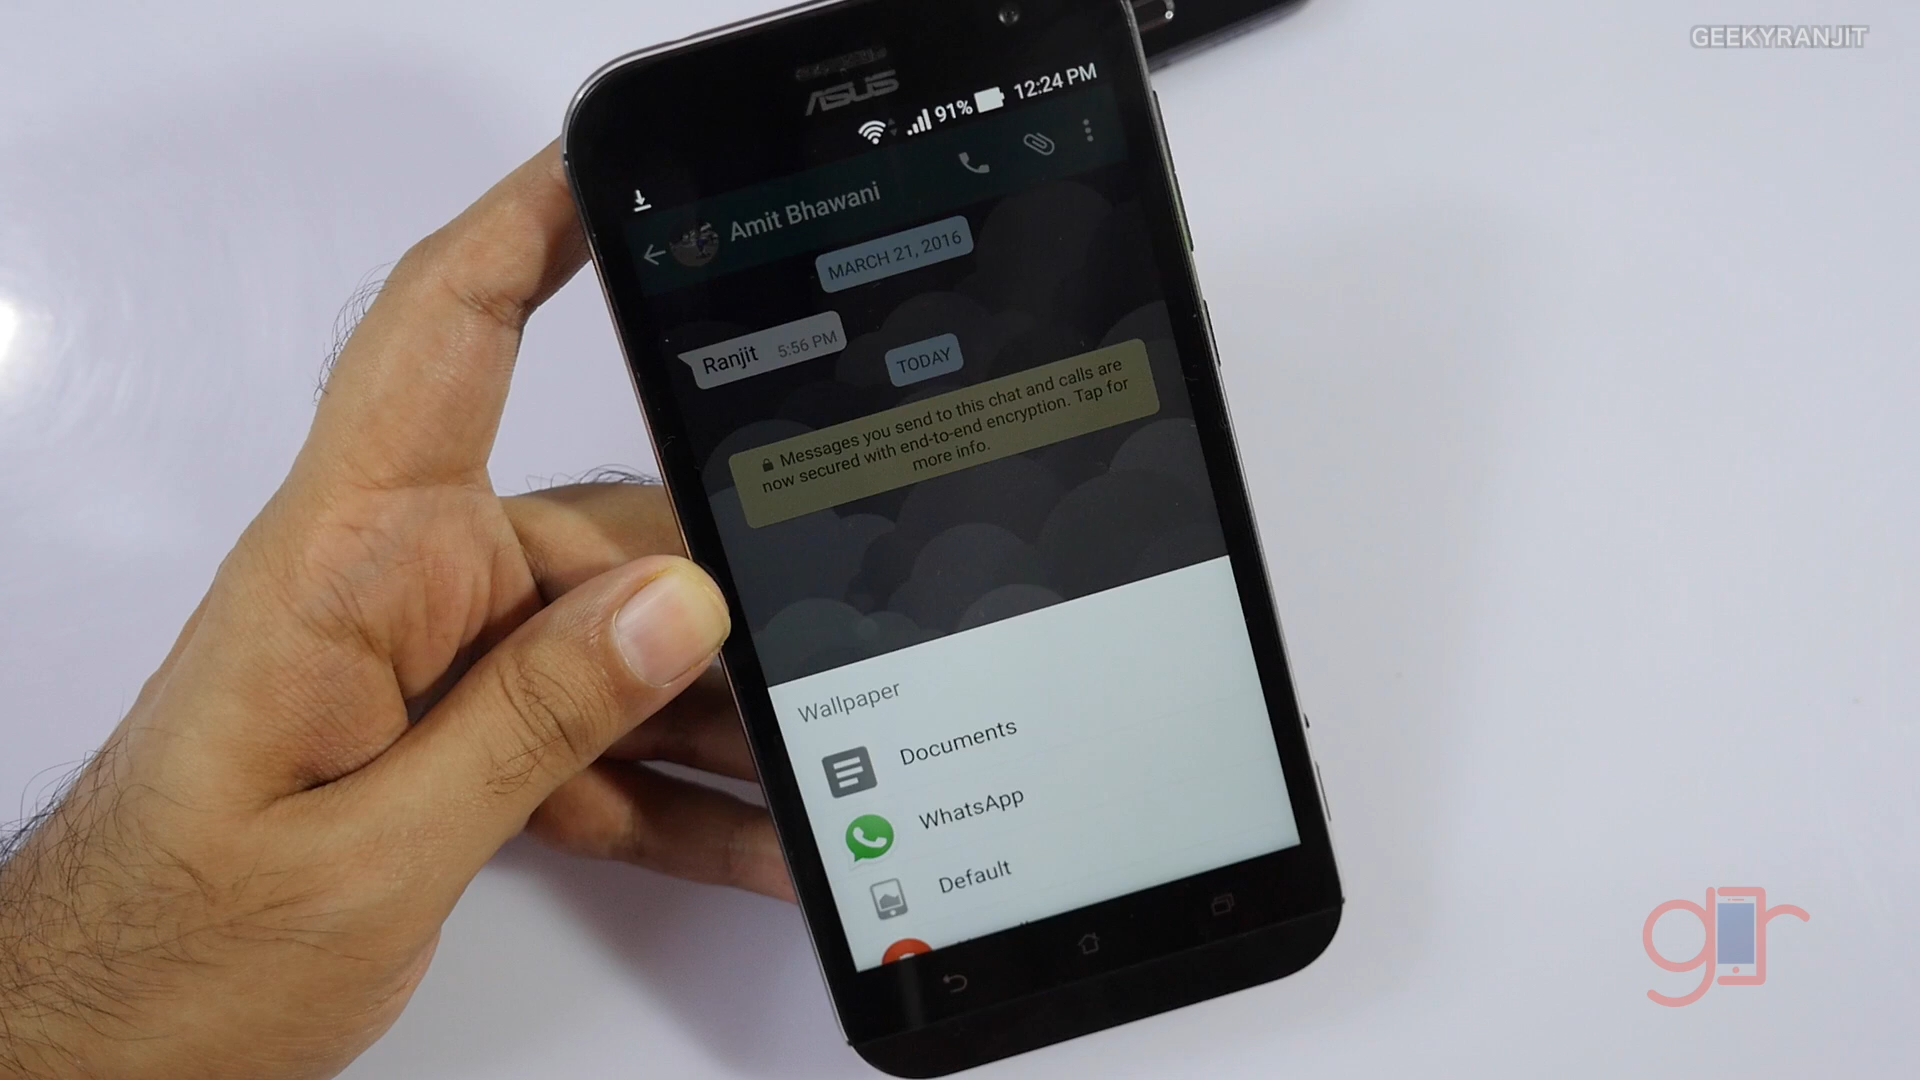 GEEKYRANJIT
ASUS
91% 12:24 PM
Amit Bhawani
MARCH 21, 2016
Ranjit 5:56 PM
TODAY
Messages you send to this chat and calls are
now secured with end-to-end encryption. Tap for
more info.
Wallpaper
Documents
WhatsApp
Default
gr